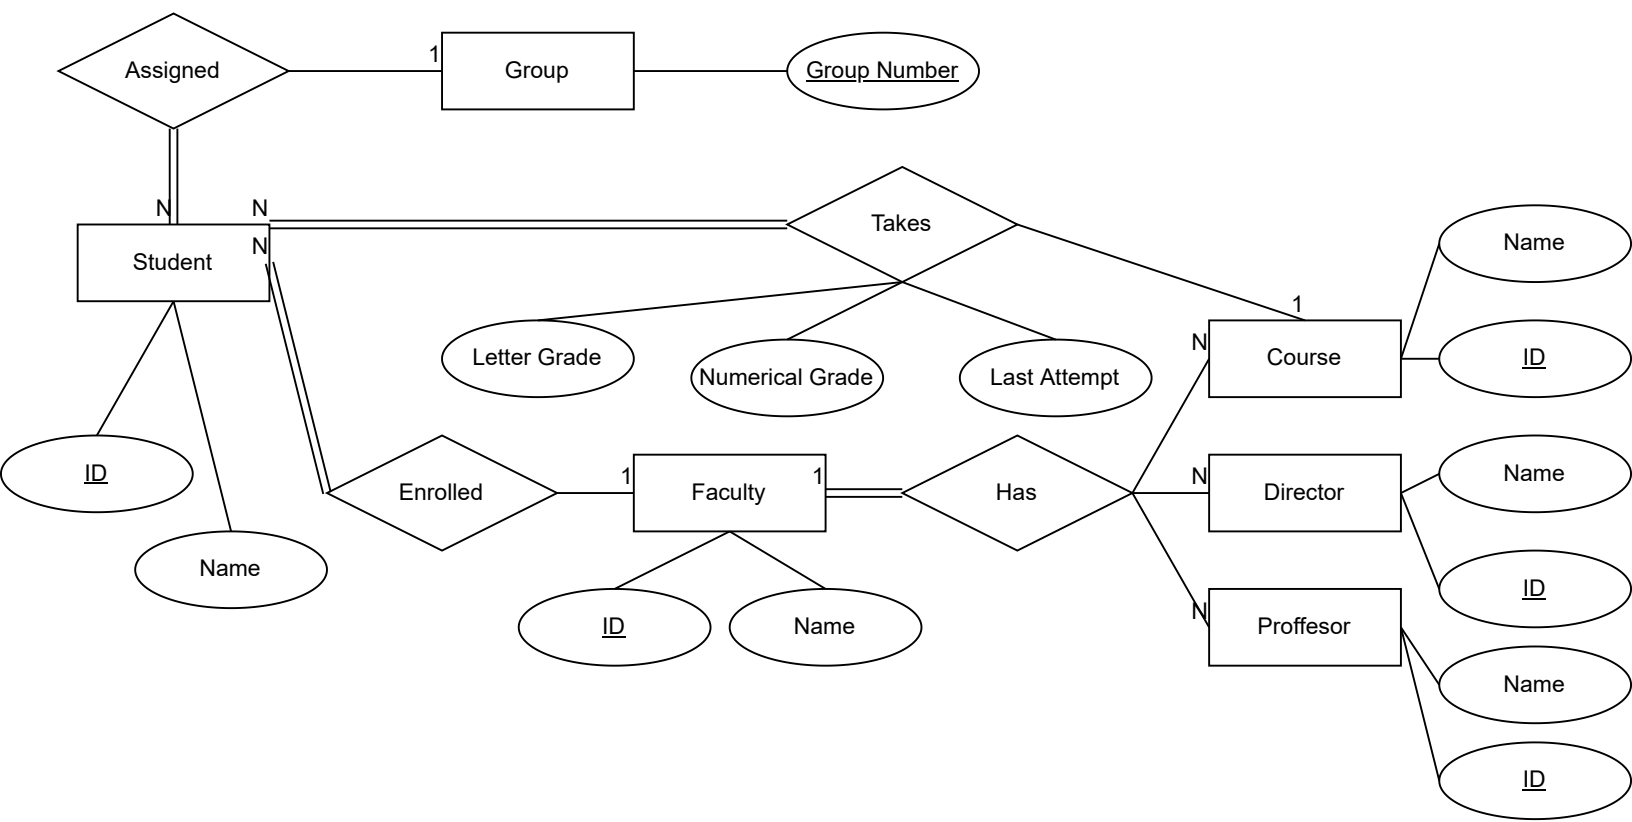 Assigned
1
Group
Group Number
N
N
Takes
Name
Student
N
1
N
Course
ID
Letter Grade
Numerical Grade
Last Attempt
ID
Enrolled
1
Faculty
1
Has
N
Director
Name
Name
ID
Name
N
Proffesor
ID
Name
ID